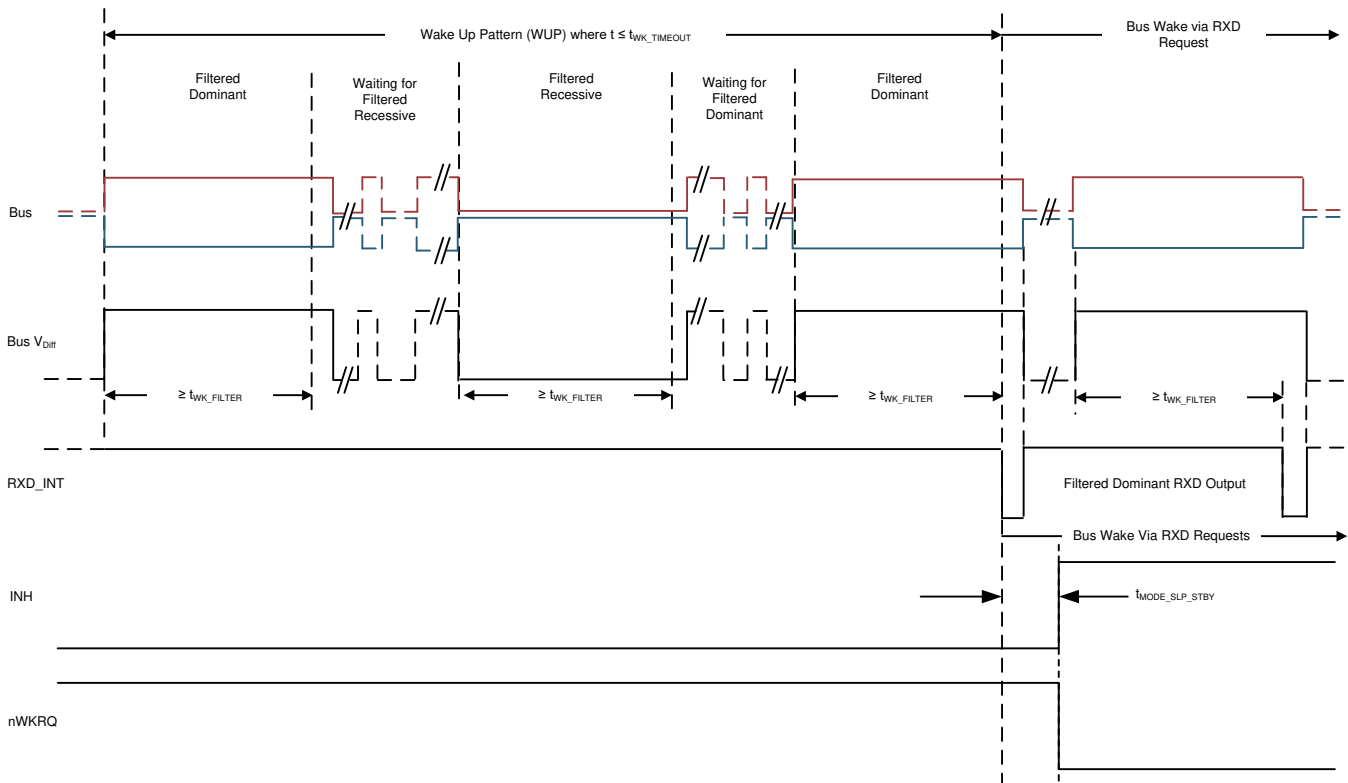 Wake Up Pattern (WUP) where t ≤ tWK_TIMEOUT
Bus Wake via RXD
Request
Filtered
Dominant
Waiting for
Filtered
Recessive
Filtered
Recessive
Waiting for
Filtered
Dominant
Filtered
Dominant
Bus
Bus VDiff
≥ tWK_FILTER
≥ tWK_FILTER
≥ tWK_FILTER
≥ tWK_FILTER
RXD_INT
Filtered Dominant RXD Output
Bus Wake Via RXD Requests
INH
tMODE_SLP_STBY
nWKRQ